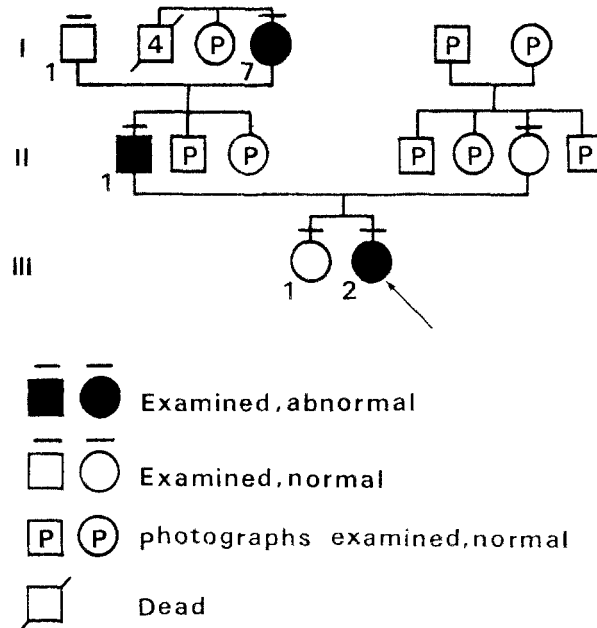 I
4
P
P
P
1
7
II
P
P
P
P
P
1
III
1
2
Examined, abnormal
Examined, normal
P P photographs examined, normal
Dead